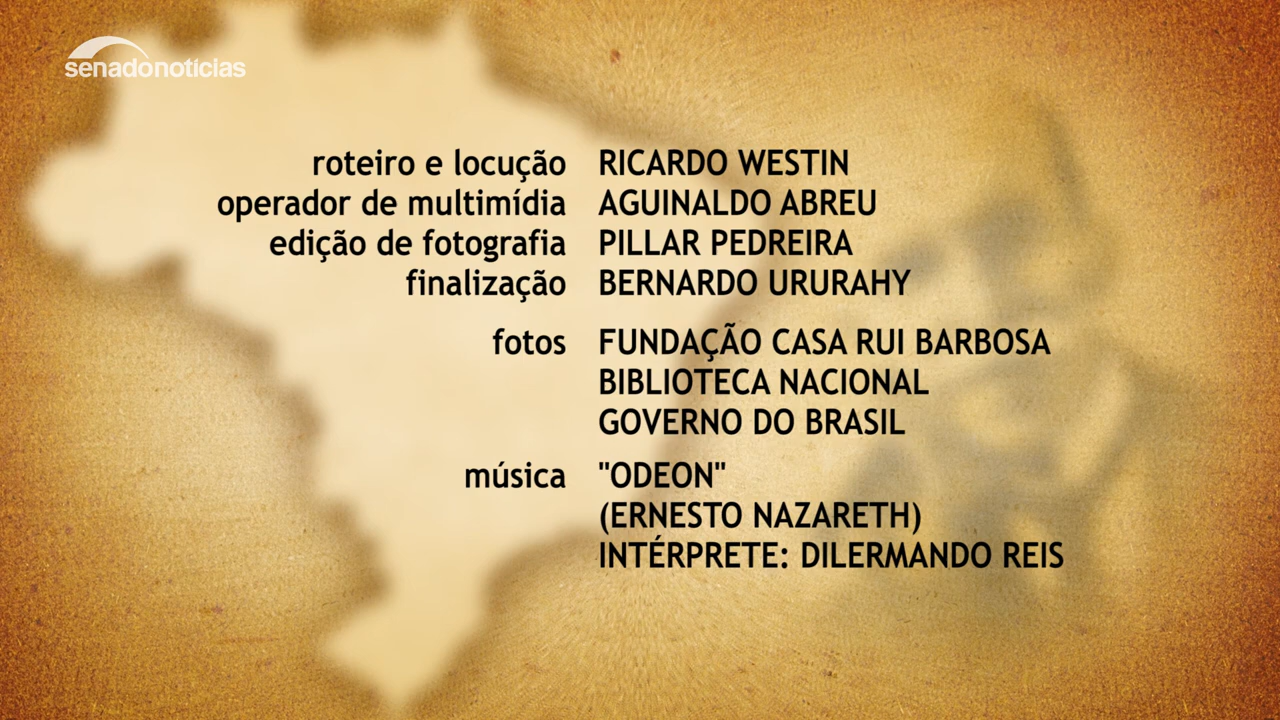 senadonotícias
roteiro e locução RICARDO WESTIN
operador de multimídia AGUINALDO ABREU
edição de fotografia PILLAR PEDREIRA
finalização BERNARDO URURAHY
fotos FUNDAÇÃO CASA RUI BARBOSA
BIBLIOTECA NACIONAL
GOVERNO DO BRASIL
música "ODEON"
(ERNESTO NAZARETH)
INTÉRPRETE: DILERMANDO REIS